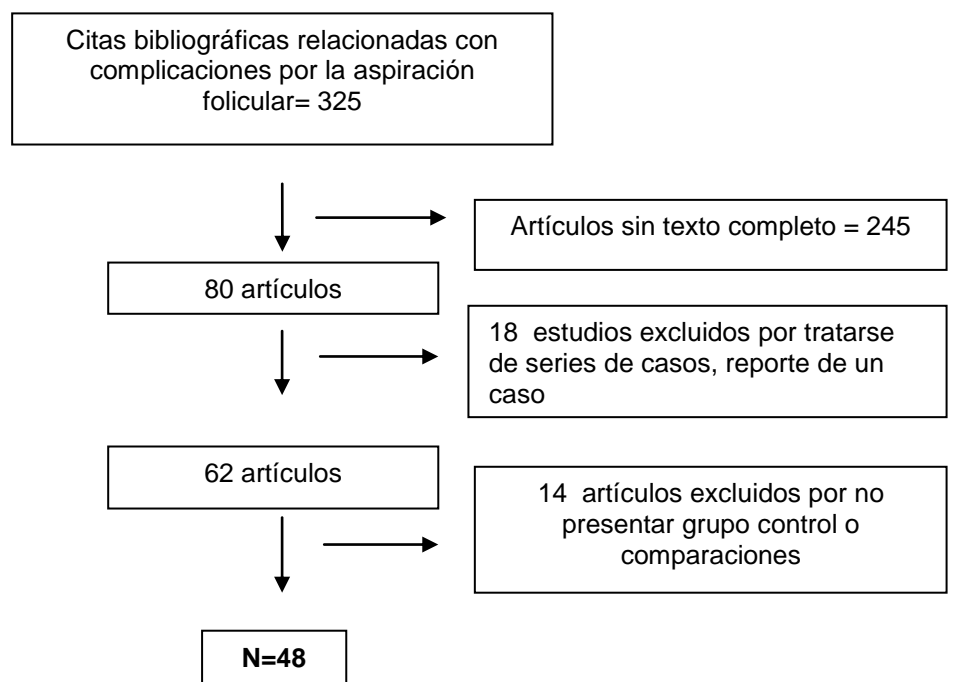 Citas bibliográficas relacionadas con
complicaciones por la aspiración
folicular= 325
Artículos sin texto completo = 245
80 artículos
18 estudios excluidos por tratarse
de series de casos, reporte de un
caso
62 artículos
14 artículos excluidos por no
presentar grupo control o
comparaciones
N=48